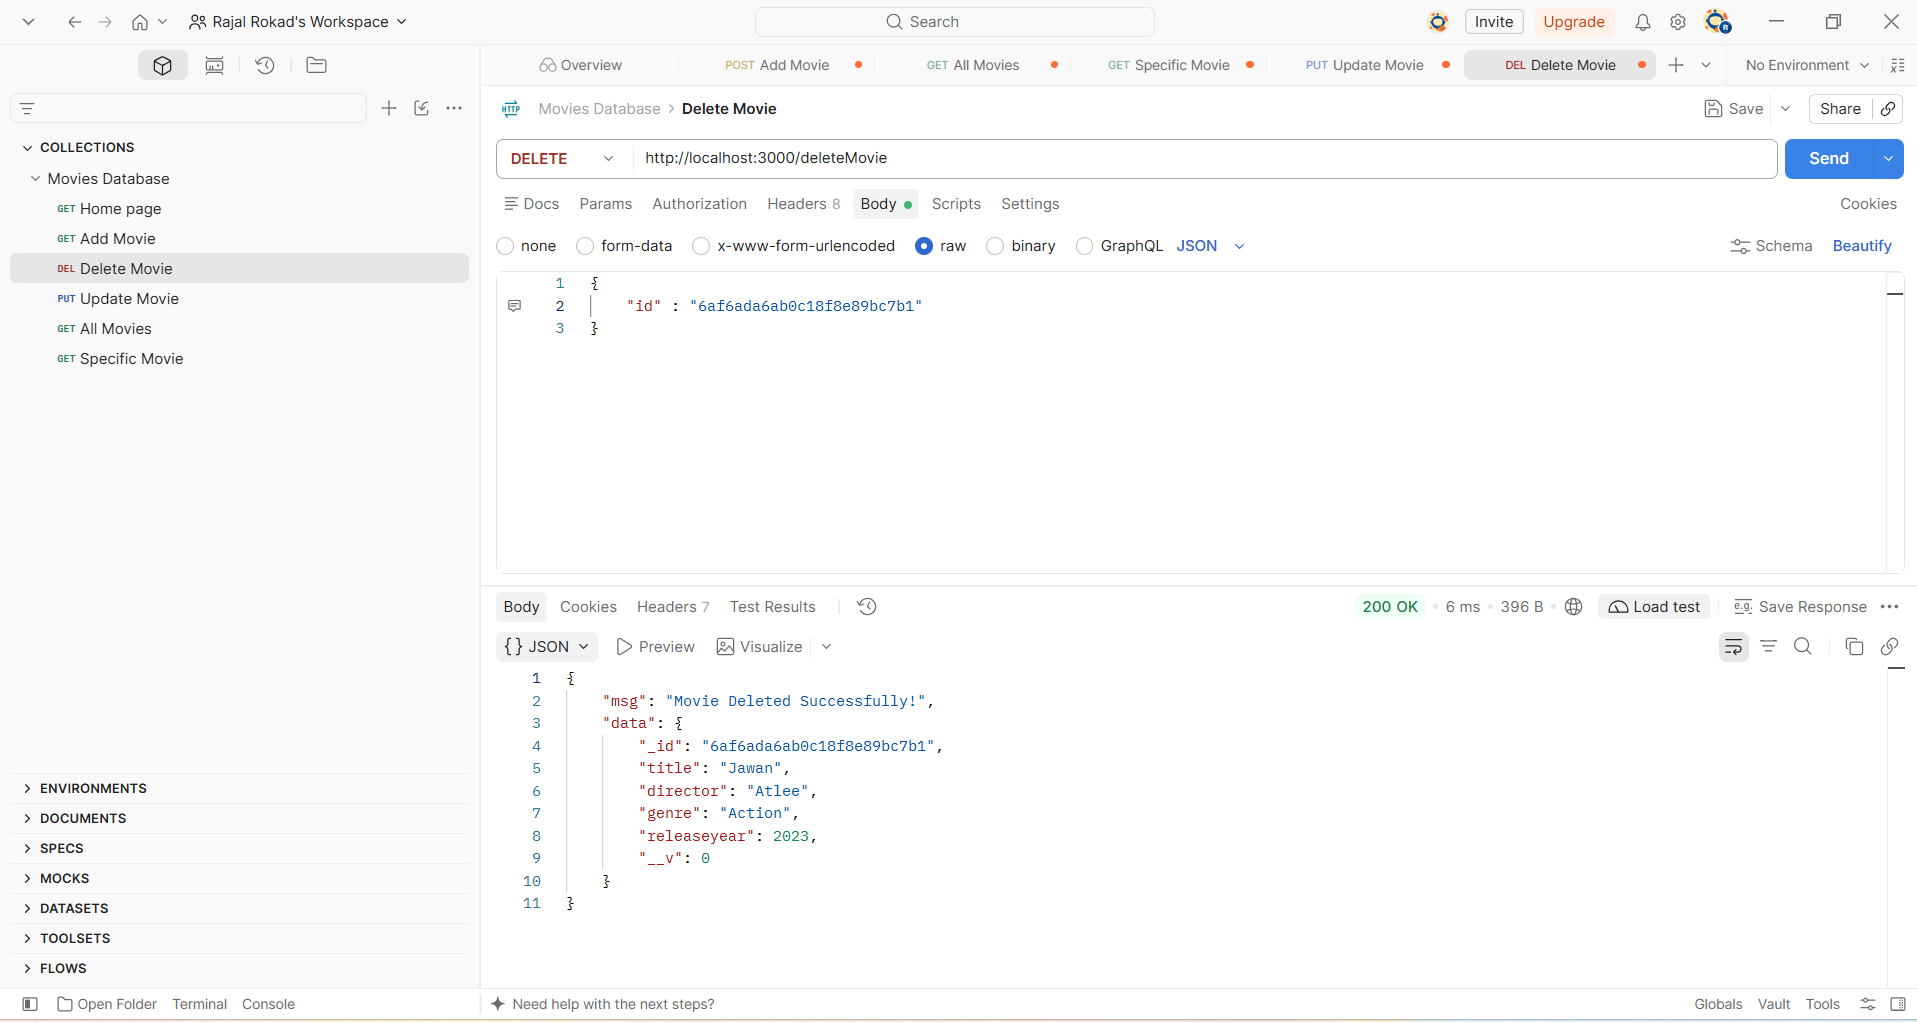 Rajal Rokad's Workspace
Search
Invite
Upgrade
R
Overview
POST Add Movie
GET All Movies
GET Specific Movie
PUT Update Movie
DEL Delete Movie
No Environment
COLLECTIONS
Movies Database
GET Home page
GET Add Movie
DEL Delete Movie
PUT Update Movie
GET All Movies
GET Specific Movie
ENVIRONMENTS
DOCUMENTS
SPECS
MOCKS
DATASETS
TOOLSETS
FLOWS
HTTP Movies Database > Delete Movie
Save
Share
DELETE http://localhost:3000/deleteMovie
Send
Docs Params Authorization Headers 8 Body Scripts Settings
Cookies
none form-data x-www-form-urlencoded raw binary GraphQL JSON
Schema Beautify
1 {
2 "id" : "6af6ada6ab0c18f8e89bc7b1"
3 }
Body Cookies Headers 7 Test Results
200 OK • 6 ms • 396 B •
Load test
e.g. Save Response
{} JSON Preview Visualize
1 {
2 "msg": "Movie Deleted Successfully!",
3 "data": {
4 "_id": "6af6ada6ab0c18f8e89bc7b1",
5 "title": "Jawan",
6 "director": "Atlee",
7 "genre": "Action",
8 "releaseyear": 2023,
9 "__v": 0
10 }
11 }
Open Folder Terminal Console
Need help with the next steps?
Globals Vault Tools